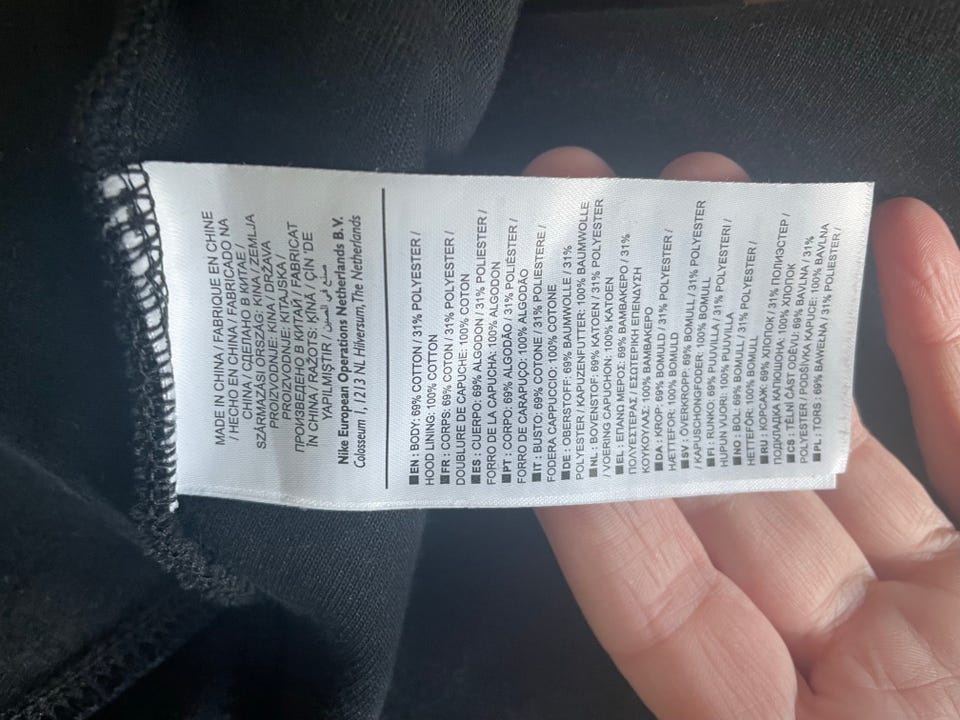 MADE IN CHINA / FABRIQUE EN CHINE
/ HECHO EN CHINA / FABRICADO NA
CHINA / СДЕЛАНО В КИТАЕ /
SZÁRMAZÁSI ORSZÁG: KÍNA / ZEMLJA
PROIZVODNJE: KINA / DRŽAVA
PROIZVODNJE: KITAJSKA /
ПРОИЗВЕДЕНО В КИТАЙ / FABRICAT
ÎN CHINA / RAŽOTS: ĶĪNĀ / ÇİN 'DE
YAPILMIŞTIR / صنع في الصين
Nike European Operations Netherlands B.V.
Colosseum 1, 1213 NL Hilversum, The Netherlands
■ EN: BODY: 69% COTTON / 31% POLYESTER /
HOOD LINING: 100% COTTON
■ FR: CORPS: 69% COTON / 31% POLYESTER /
DOUBLURE DE CAPUCHE: 100% COTON
■ ES: CUERPO: 69% ALGODON / 31% POLIESTER /
FORRO DE LA CAPUCHA: 100% ALGODON
■ PT: CORPO: 69% ALGODÃO / 31% POLIESTER /
FORRO DE CARAPUÇO: 100% ALGODÃO
■ IT: BUSTO: 69% COTONE / 31% POLIESTERE /
FODERA CAPPUCCIO: 100% COTONE
■ DE: OBERSTOFF: 69% BAUMWOLLE / 31%
POLYESTER / KAPUZENFUTTER: 100% BAUMWOLLE
■ NL: BOVENSTOF: 69% KATOEN / 31% POLYESTER
/ VOERING CAPUCHON: 100% KATOEN
■ EL: ΕΠΑΝΩ ΜΕΡΟΣ: 69% ΒΑΜΒΑΚΕΡΟ / 31%
ΠΟΛΥΕΣΤΕΡΑΣ / ΕΣΩΤΕΡΙΚΗ ΕΠΕΝΔΥΣΗ
ΚΟΥΚΟΥΛΑΣ: 100% ΒΑΜΒΑΚΕΡΟ
■ DA: KROP: 69% BOMULD / 31% POLYESTER /
HÆTTEFOR: 100% BOMULD
■ SV: ÖVERKROPP: 69% BOMULL / 31% POLYESTER
/ KAPUSHONGFODER: 100% BOMULL
■ FI: RUNKO: 69% PUUVILLA / 31% POLYESTERI /
HUPUN VUORI: 100% PUUVILLA
■ NO: BOL: 69% BOMULL / 31% POLYESTER /
HETTEFÔR: 100% BOMULL
■ RU: КОРСАЖ: 69% ХЛОПОК / 31% ПОЛИЭСТЕР /
ПОДКЛАДКА КАПЮШОНА: 100% ХЛОПОК
■ CS: TĚLNÍ ČÁST ODĚVU: 69% BAVLNA / 31%
POLYESTER / PODŠÍVKA KAPUCE: 100% BAVLNA
■ PL: TORS: 69% BAWEŁNA / 31% POLIESTER /